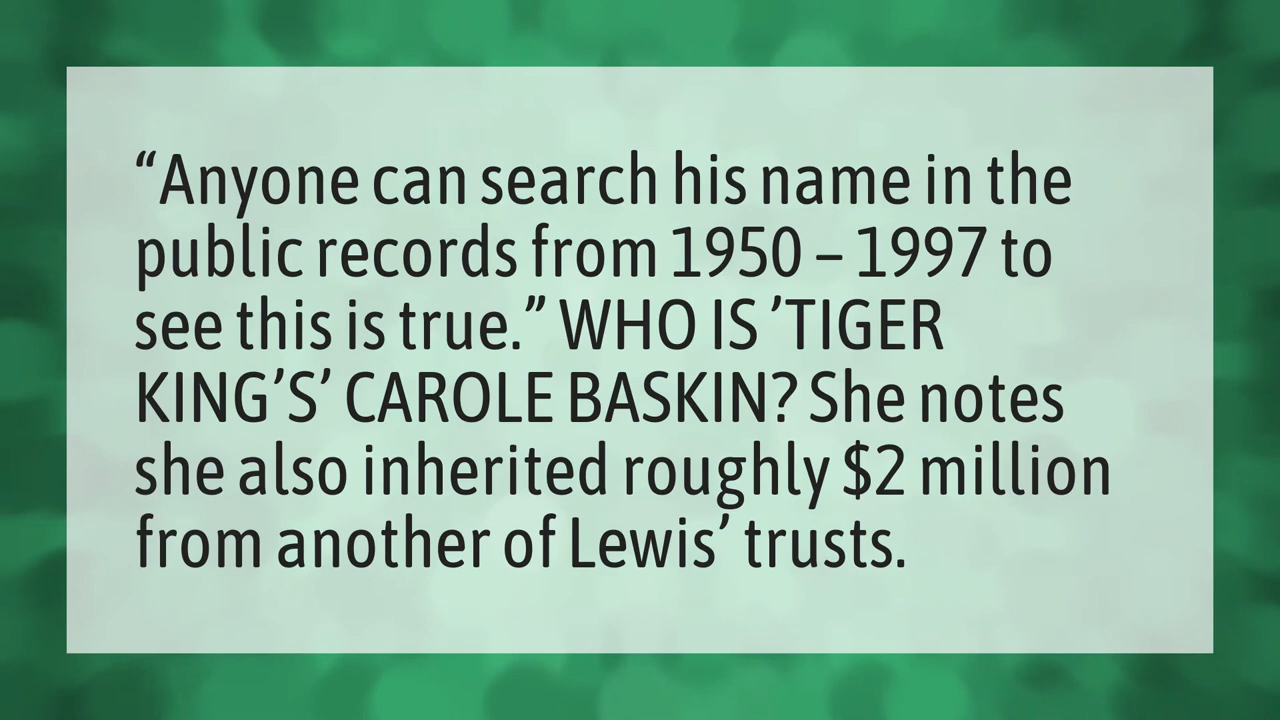 “Anyone can search his name in the
public records from 1950 – 1997 to
see this is true.” WHO IS ’TIGER
KING’S’ CAROLE BASKIN? She notes
she also inherited roughly $2 million
from another of Lewis’ trusts.